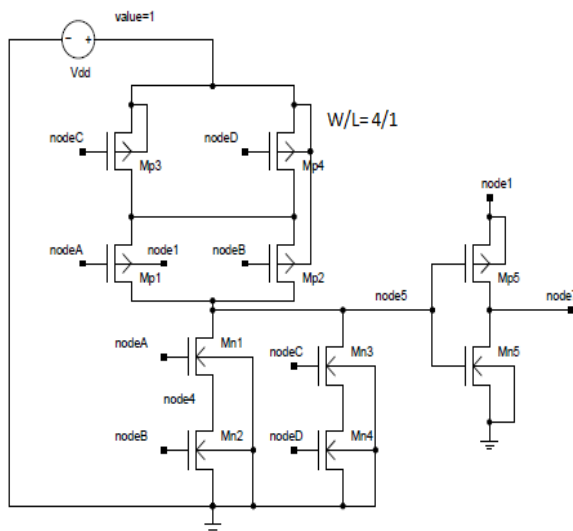 value=1
− +
Vdd
W/L= 4/1
nodeC
nodeD
Mp3
Mp4
node1
nodeA
node1
nodeB
Mp1
Mp2
node5
Mp5
node
nodeA
Mn1
nodeC
Mn3
Mn5
node4
nodeB
Mn2
nodeD
Mn4